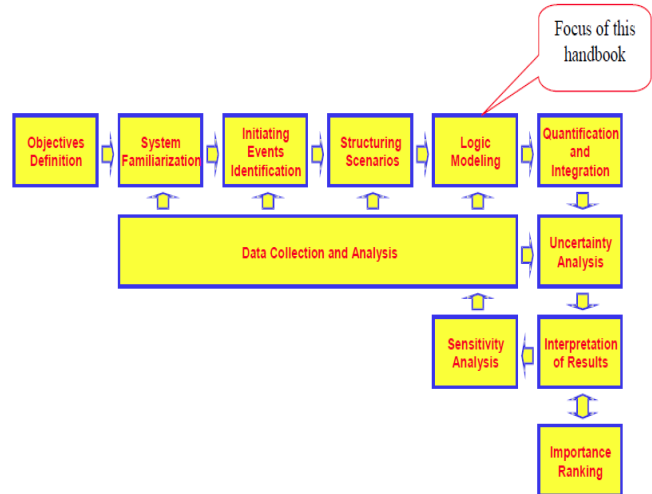 Focus of this
handbook
Objectives
Definition
System
Familiarization
Initiating
Events
Identification
Structuring
Scenarios
Logic
Modeling
Quantification
and
Integration
Data Collection and Analysis
Uncertainty
Analysis
Sensitivity
Analysis
Interpretation
of Results
Importance
Ranking